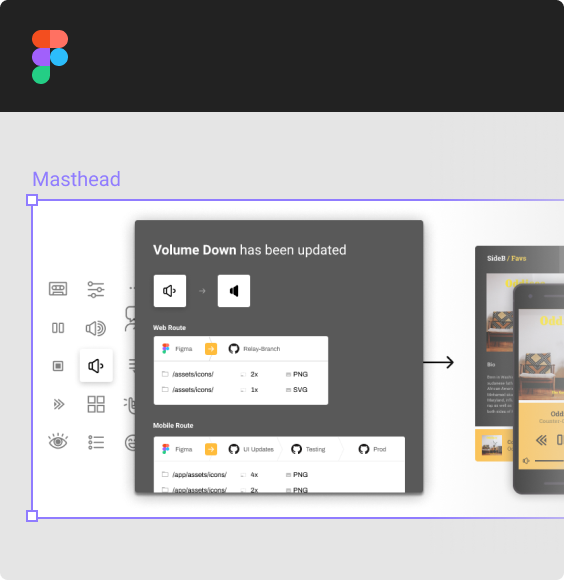 Masthead
Volume Down has been updated
Web Route
Figma Relay-Branch
/assets/icons/ 2x PNG
/assets/icons/ 1x SVG
Mobile Route
Figma UI Updates Testing Prod
/app/assets/icons/ 4x PNG
/app/assets/icons/ 2x PNG
SideB / Favs
Bio
Odd